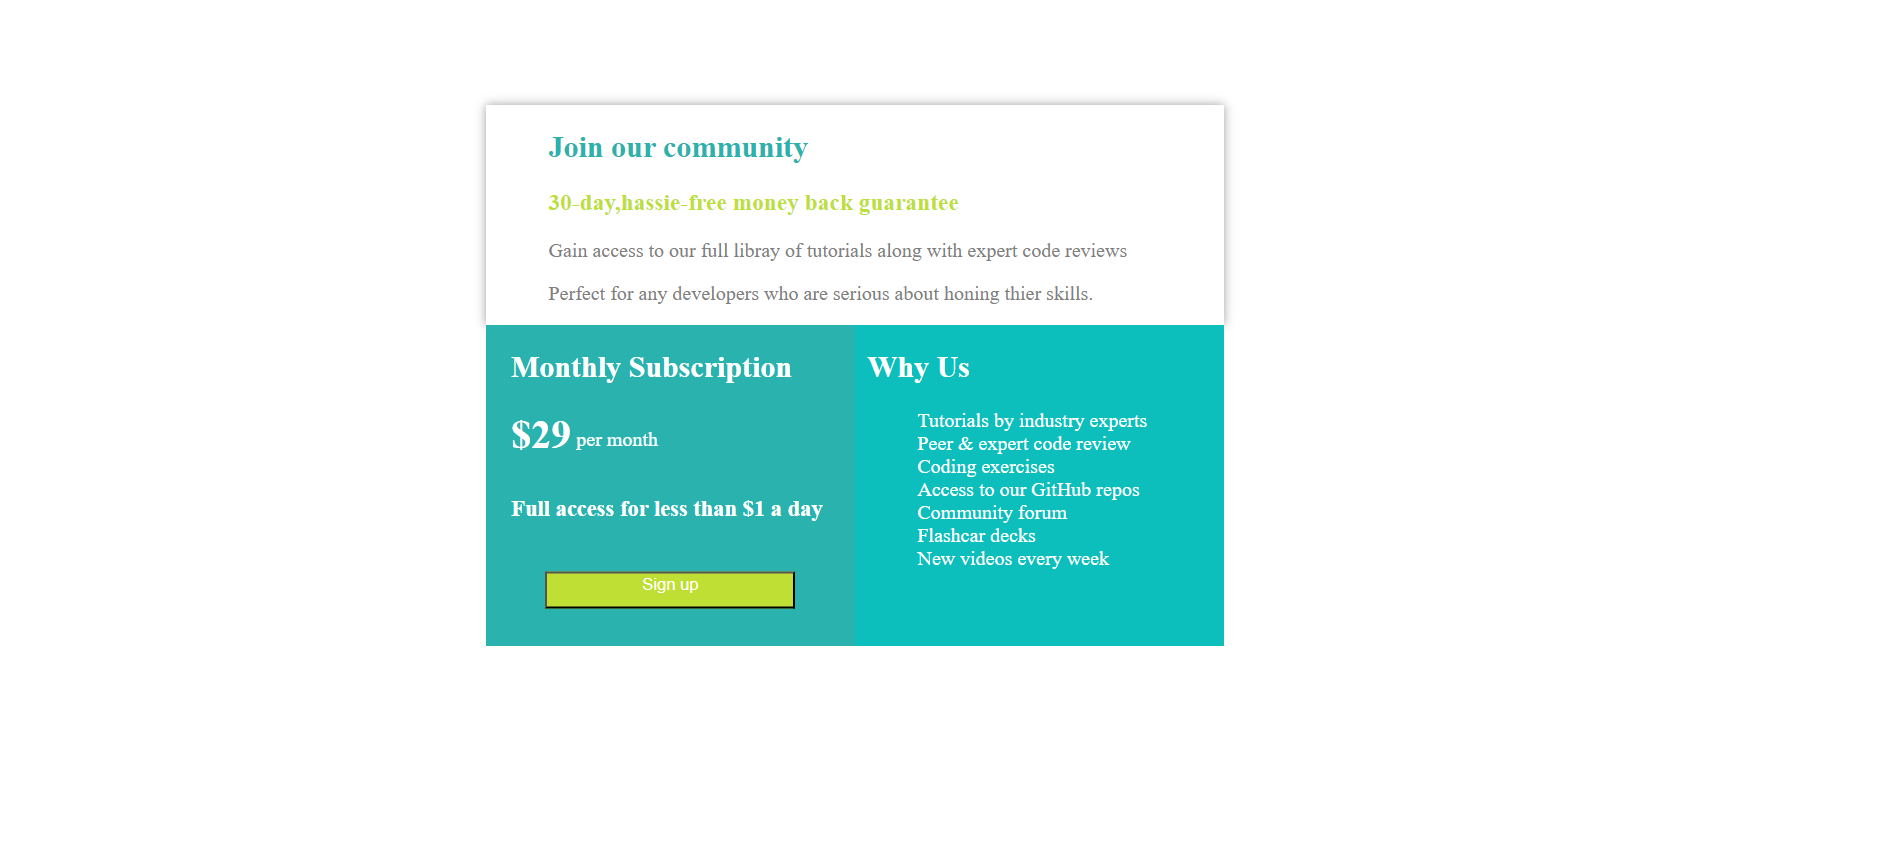 Join our community
30-day,hassie-free money back guarantee
Gain access to our full libray of tutorials along with expert code reviews
Perfect for any developers who are serious about honing thier skills.
Monthly Subscription
$29 per month
Full access for less than $1 a day
Sign up
Why Us
Tutorials by industry experts
Peer & expert code review
Coding exercises
Access to our GitHub repos
Community forum
Flashcar decks
New videos every week